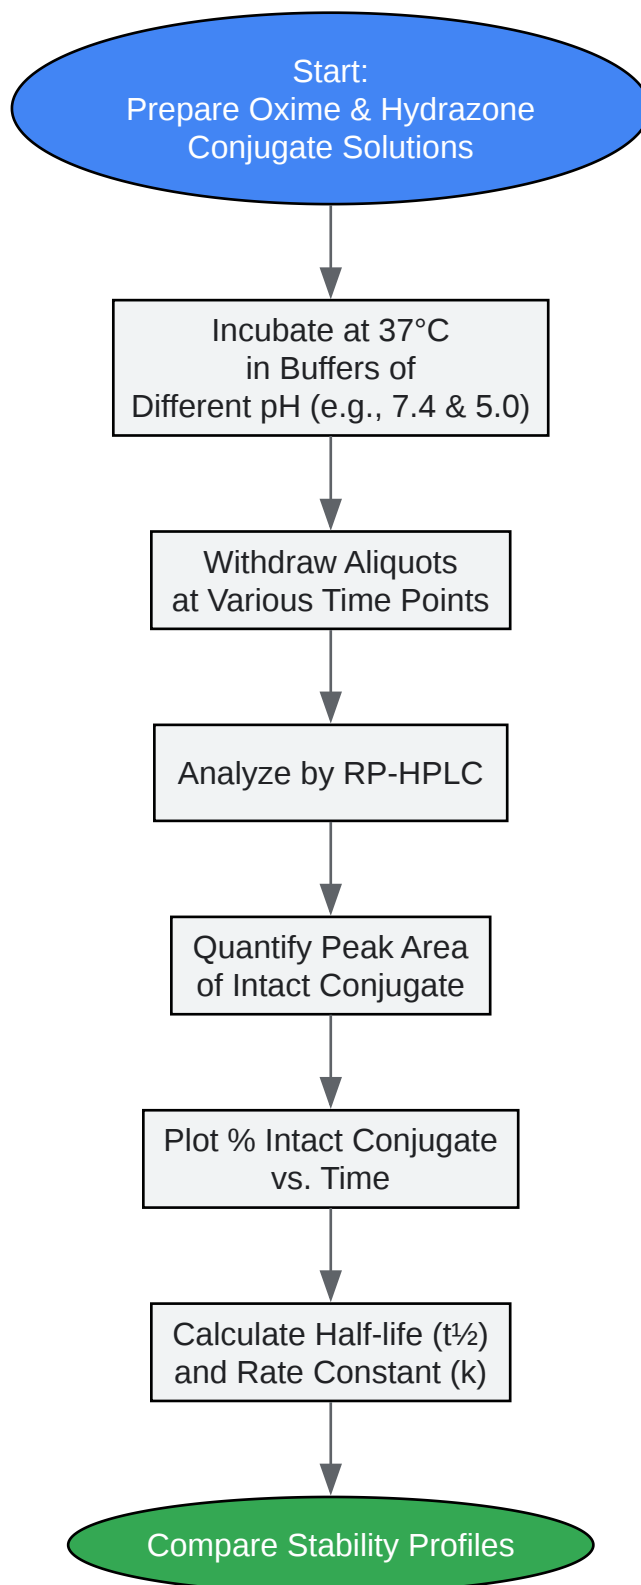 Start:
Prepare Oxime & Hydrazone
Conjugate Solutions
Incubate at 37°C
in Buffers of
Different pH (e.g., 7.4 & 5.0)
Withdraw Aliquots
at Various Time Points
Analyze by RP-HPLC
Quantify Peak Area
of Intact Conjugate
Plot % Intact Conjugate
vs. Time
Calculate Half-life (t½)
and Rate Constant (k)
Compare Stability Profiles